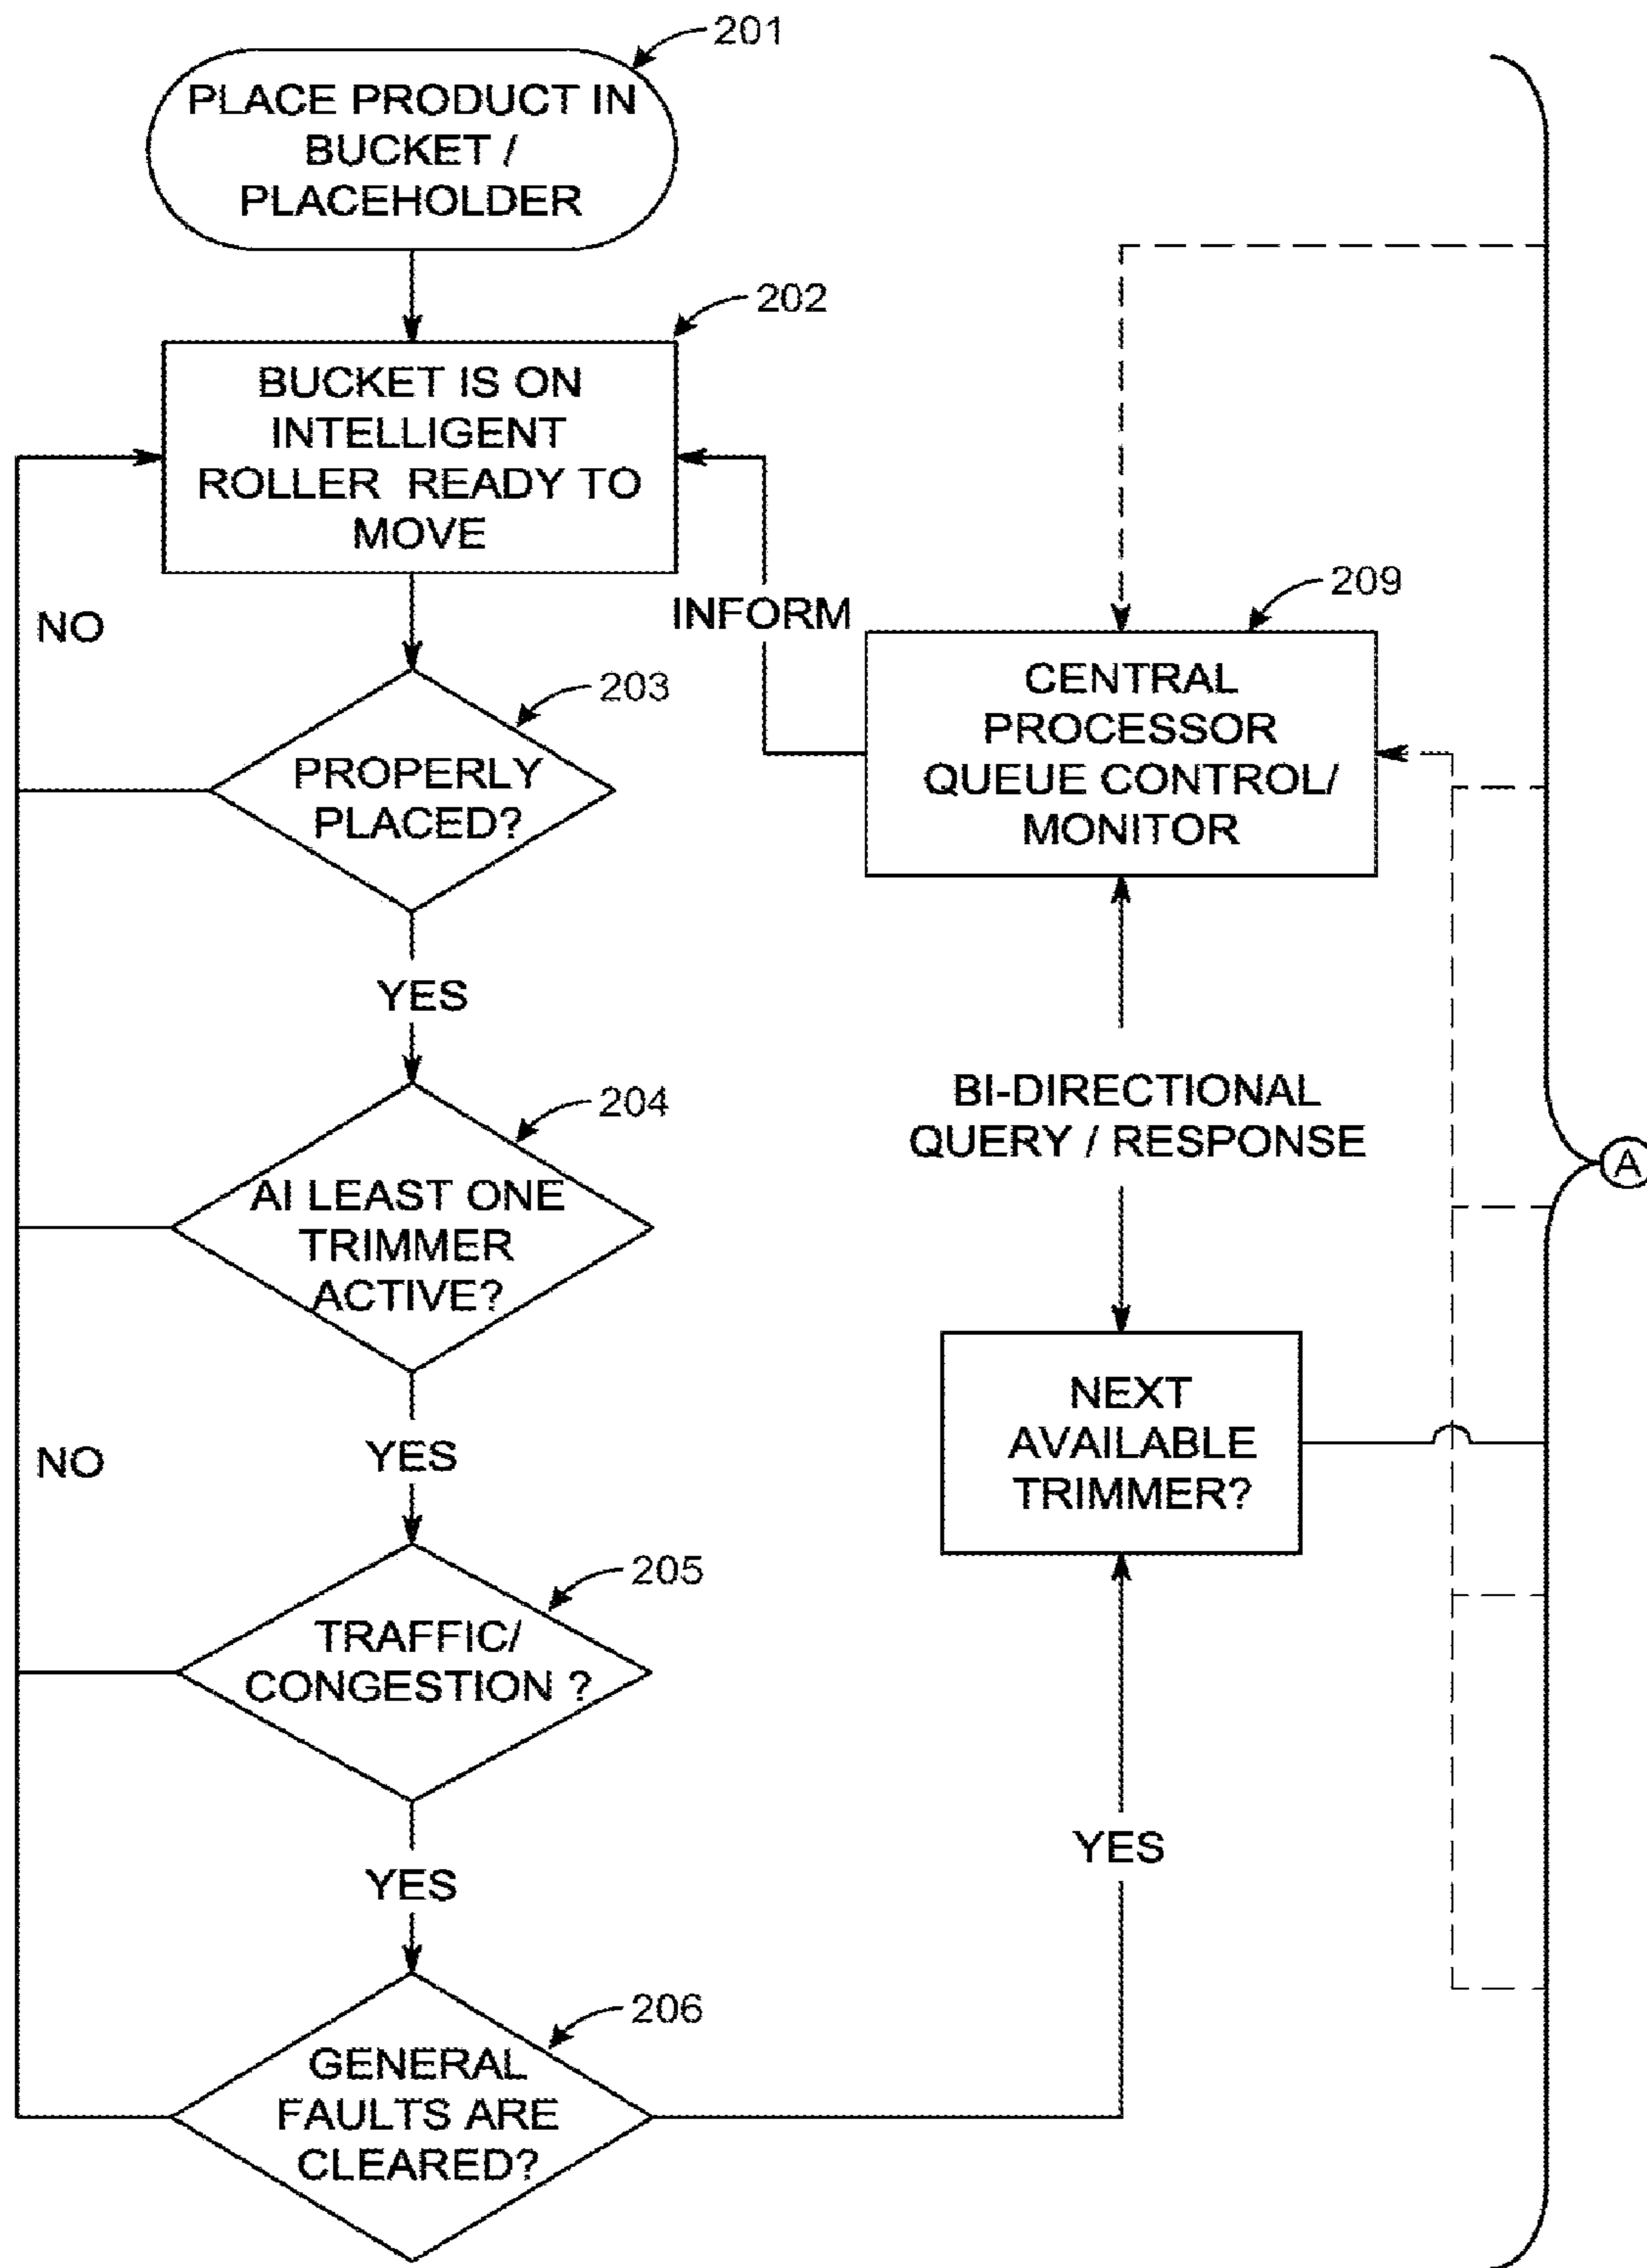 201
PLACE PRODUCT IN
BUCKET /
PLACEHOLDER
202
BUCKET IS ON
INTELLIGENT
ROLLER READY TO
MOVE
NO
INFORM
209
CENTRAL
PROCESSOR
QUEUE CONTROL/
MONITOR
203
PROPERLY
PLACED?
YES
BI-DIRECTIONAL
QUERY / RESPONSE
A
204
AI LEAST ONE
TRIMMER
ACTIVE?
NEXT
AVAILABLE
TRIMMER?
NO
YES
205
TRAFFIC/
CONGESTION ?
YES
YES
206
GENERAL
FAULTS ARE
CLEARED?